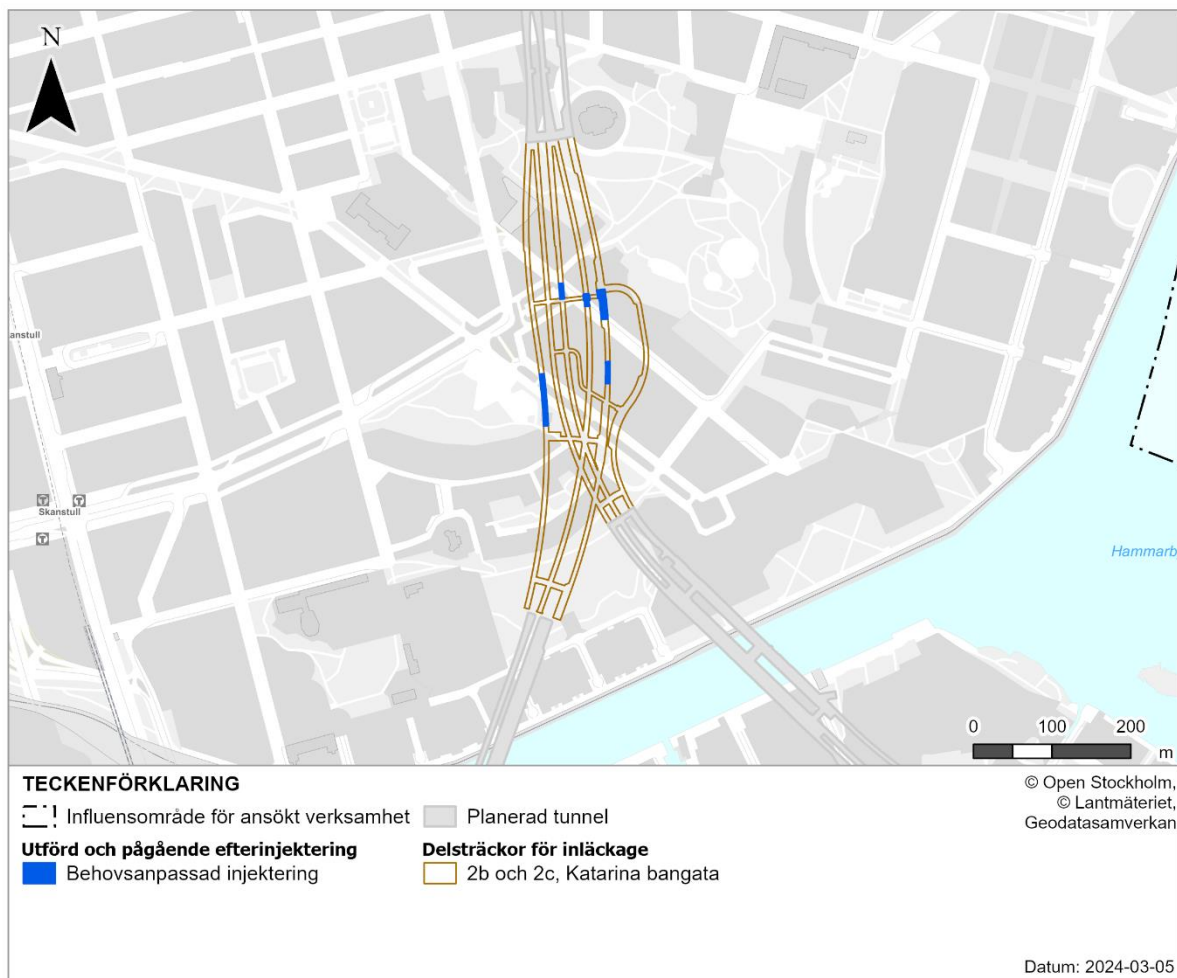 N
anstull
Skanstull
Hammarb
0 100 200
m
TECKENFÖRKLARING
Influensområde för ansökt verksamhet
Planerad tunnel
Utförd och pågående efterinjektering
Delsträckor för inläckage
Behovsanpassad injektering
2b och 2c, Katarina bangata
© Open Stockholm,
© Lantmäteriet,
Geodatasamverkan
Datum: 2024-03-05